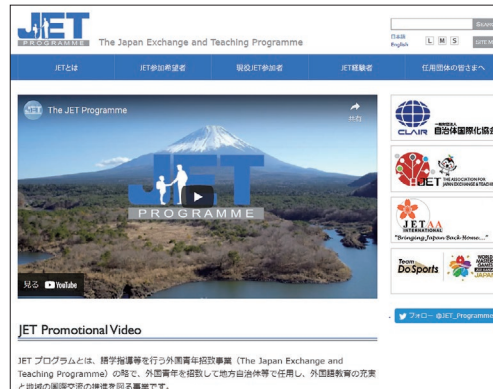 JET
PROGRAMME
The Japan Exchange and Teaching Programme
日本語
English
L M S
JETとは
JET参加希望者
現役JET参加者
JET経験者
任用団体の皆さまへ
The JET Programme
共有
JET
PROGRAMME
見る YouTube
CLAIR
一般財団法人
自治体国際化協会
JET
THE ASSOCIATION FOR
JAPAN EXCHANGE & TEACHING
JETAA
INTERNATIONAL
"Bringing Japan Back Home..."
Team
Do Sports
WORLD
MASTERS
GAMES
JAPAN
フォロー @JET_Programme
JET Promotional Video
JET プログラムとは、語学指導等を行う外国青年招致事業（The Japan Exchange and
Teaching Programme）の略で、外国青年を招致して地方自治体等で任用し、外国語教育の充実
と地域の国際交流の推進を図る事業です。